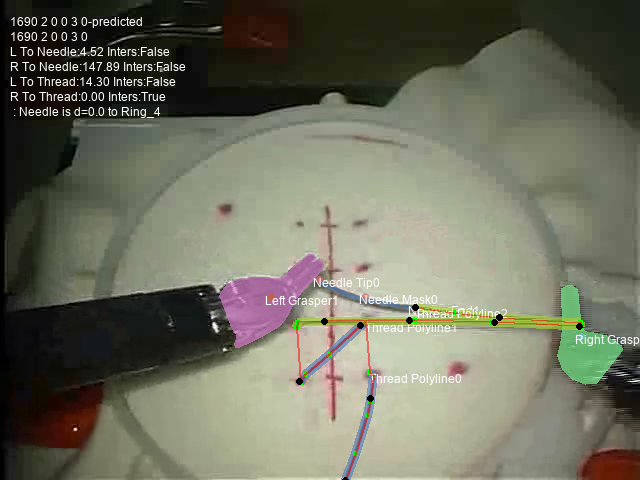 1690 2 0 0 3 0-predicted
1690 2 0 0 3 0
L To Needle:4.52 Inters:False
R To Needle:147.89 Inters:False
L To Thread:14.30 Inters:False
R To Thread:0.00 Inters:True
: Needle is d=0.0 to Ring_4
Needle Tip0
Left Grasper1
Needle Mask0
Thread Polyline2
Thread Polyline1
Right Grasp
Thread Polyline0